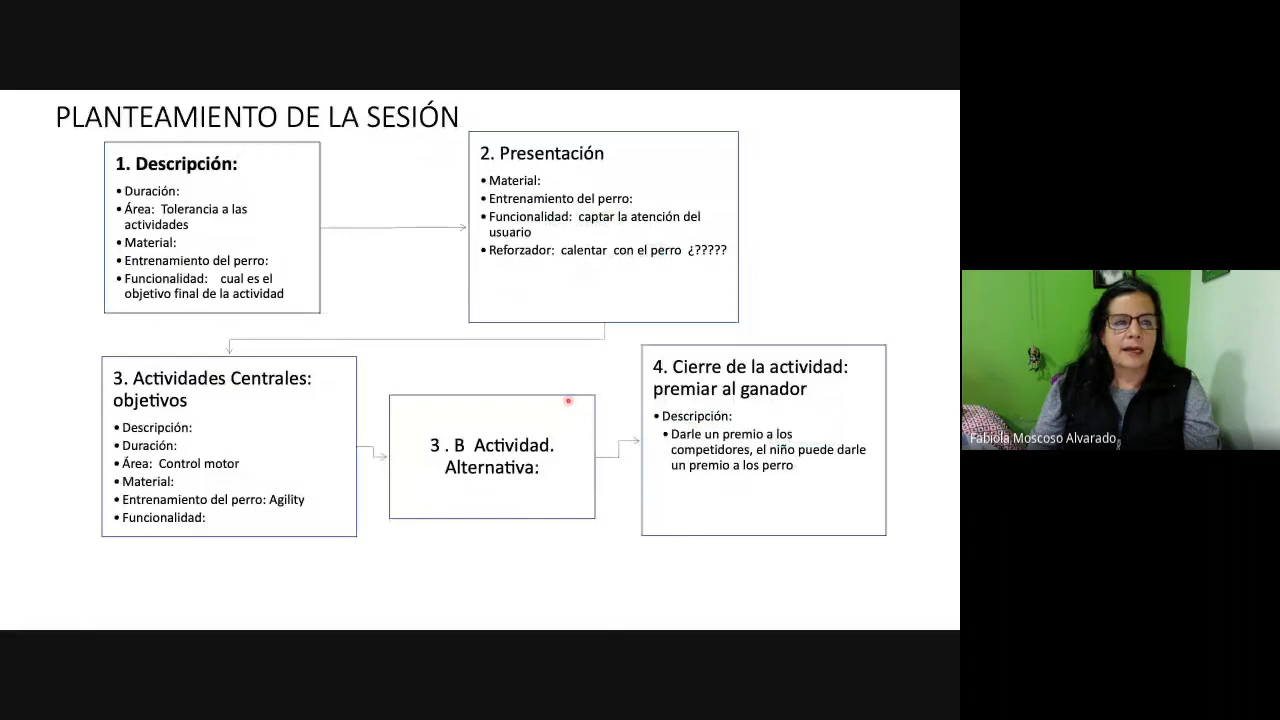 PLANTEAMIENTO DE LA SESIÓN
1. Descripción:
• Duración:
• Área: Tolerancia a las
actividades
• Material:
• Entrenamiento del perro:
• Funcionalidad: cual es el
objetivo final de la actividad
2. Presentación
• Material:
• Entrenamiento del perro:
• Funcionalidad: captar la atención del
usuario
• Reforzador: calentar con el perro ¿?????
3. Actividades Centrales:
objetivos
• Descripción:
• Duración:
• Área: Control motor
• Material:
• Entrenamiento del perro: Agility
• Funcionalidad:
3 . B Actividad.
Alternativa:
4. Cierre de la actividad:
premiar al ganador
• Descripción:
• Darle un premio a los
competidores, el niño puede darle
un premio a los perro
Fabiola Moscoso Alvarado